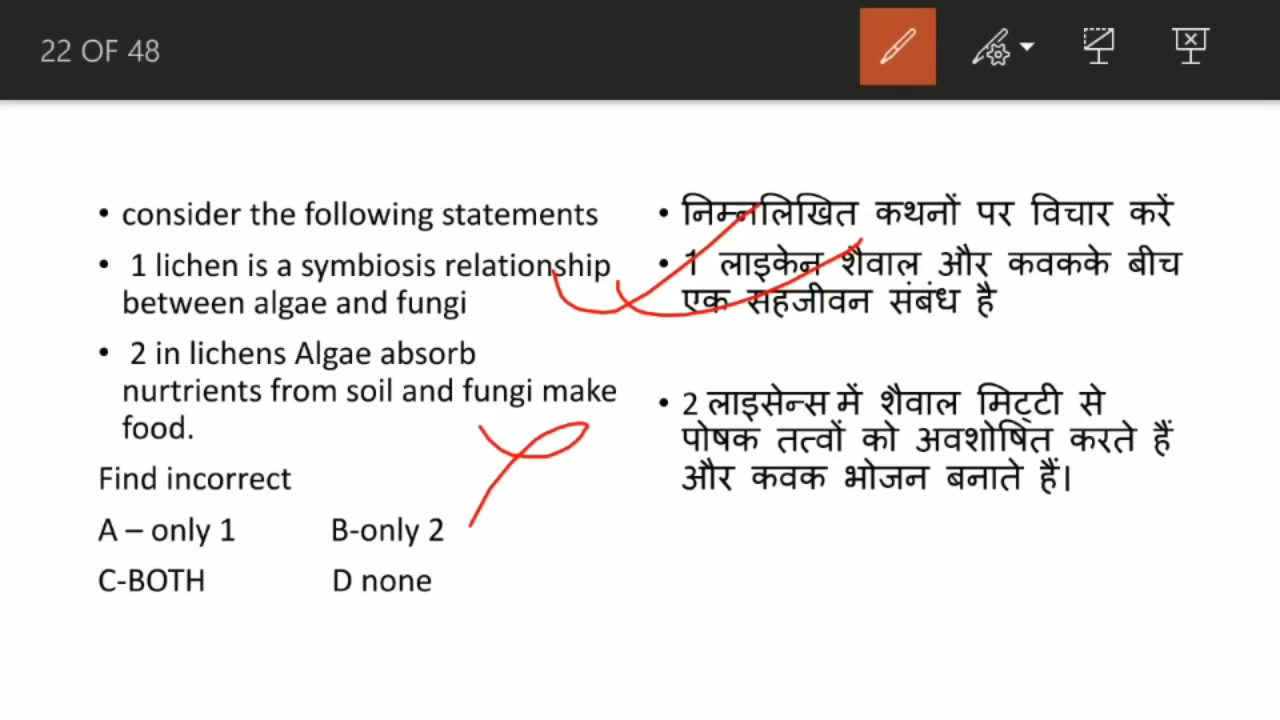 22 OF 48
• consider the following statements
• 1 lichen is a symbiosis relationship
between algae and fungi
• 2 in lichens Algae absorb
nurtrients from soil and fungi make
food.
Find incorrect
A – only 1 B-only 2
C-BOTH D none
• निम्नलिखित कथनों पर विचार करें
• 1 लाइकेन शैवाल और कवकके बीच
एक सहजीवन संबंध है
• 2 लाइसेन्स में शैवाल मिट्टी से
पोषक तत्वों को अवशोषित करते हैं
और कवक भोजन बनाते हैं।